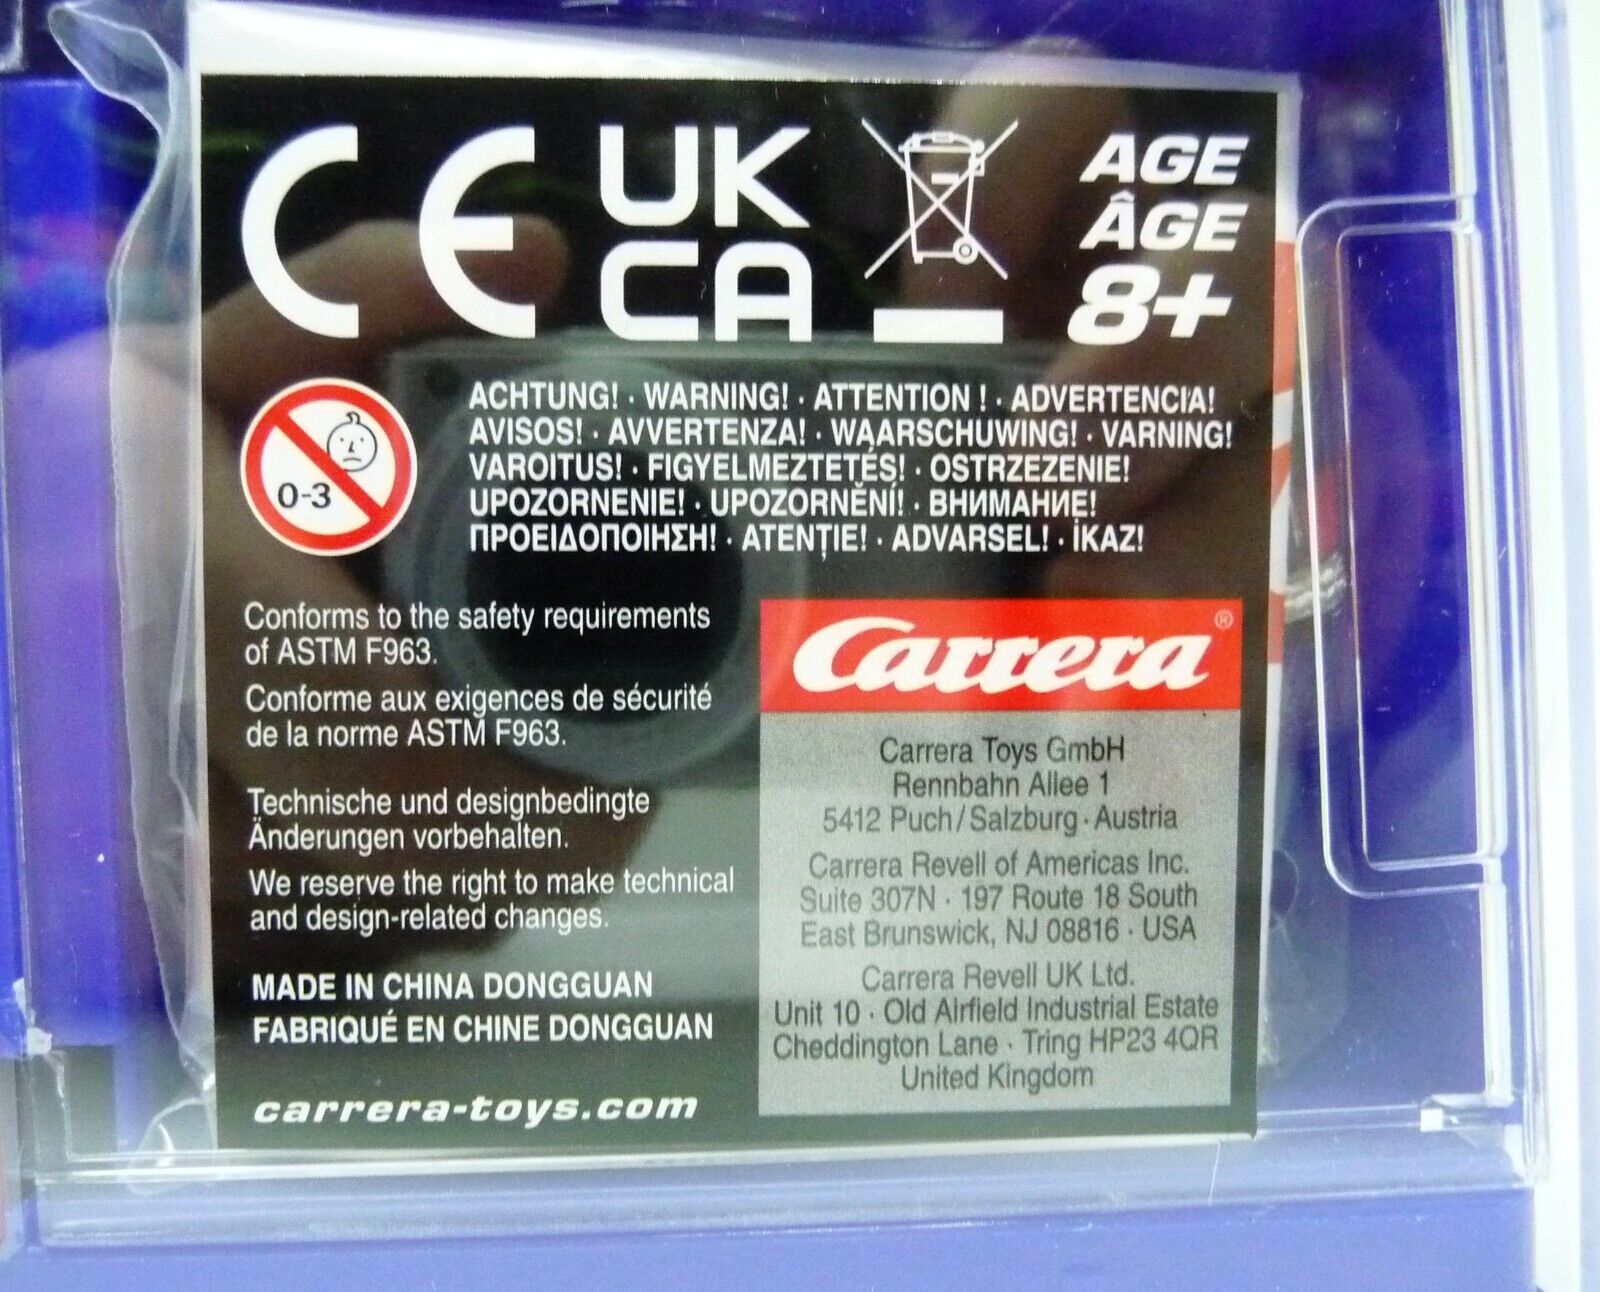 CE UK CA
AGE
ÂGE
8+
0-3
ACHTUNG! · WARNING! · ATTENTION ! · ADVERTENCIA!
AVISOS! · AVVERTENZA! · WAARSCHUWING! · VARNING!
VAROITUS! · FIGYELMEZTETÉS! · OSTRZEZENIE!
UPOZORNENIE! · UPOZORNĚNÍ! · ВНИМАНИЕ!
ΠΡΟΕΙΔΟΠΟΙΗΣΗ! · ATENȚIE! · ADVARSEL! · İKAZ!
Conforms to the safety requirements
of ASTM F963.
Conforme aux exigences de sécurité
de la norme ASTM F963.
Technische und designbedingte
Änderungen vorbehalten.
We reserve the right to make technical
and design-related changes.
MADE IN CHINA DONGGUAN
FABRIQUÉ EN CHINE DONGGUAN
carrera-toys.com
Carrera ®
Carrera Toys GmbH
Rennbahn Allee 1
5412 Puch/Salzburg · Austria
Carrera Revell of Americas Inc.
Suite 307N · 197 Route 18 South
East Brunswick, NJ 08816 · USA
Carrera Revell UK Ltd.
Unit 10 · Old Airfield Industrial Estate
Cheddington Lane · Tring HP23 4QR
United Kingdom